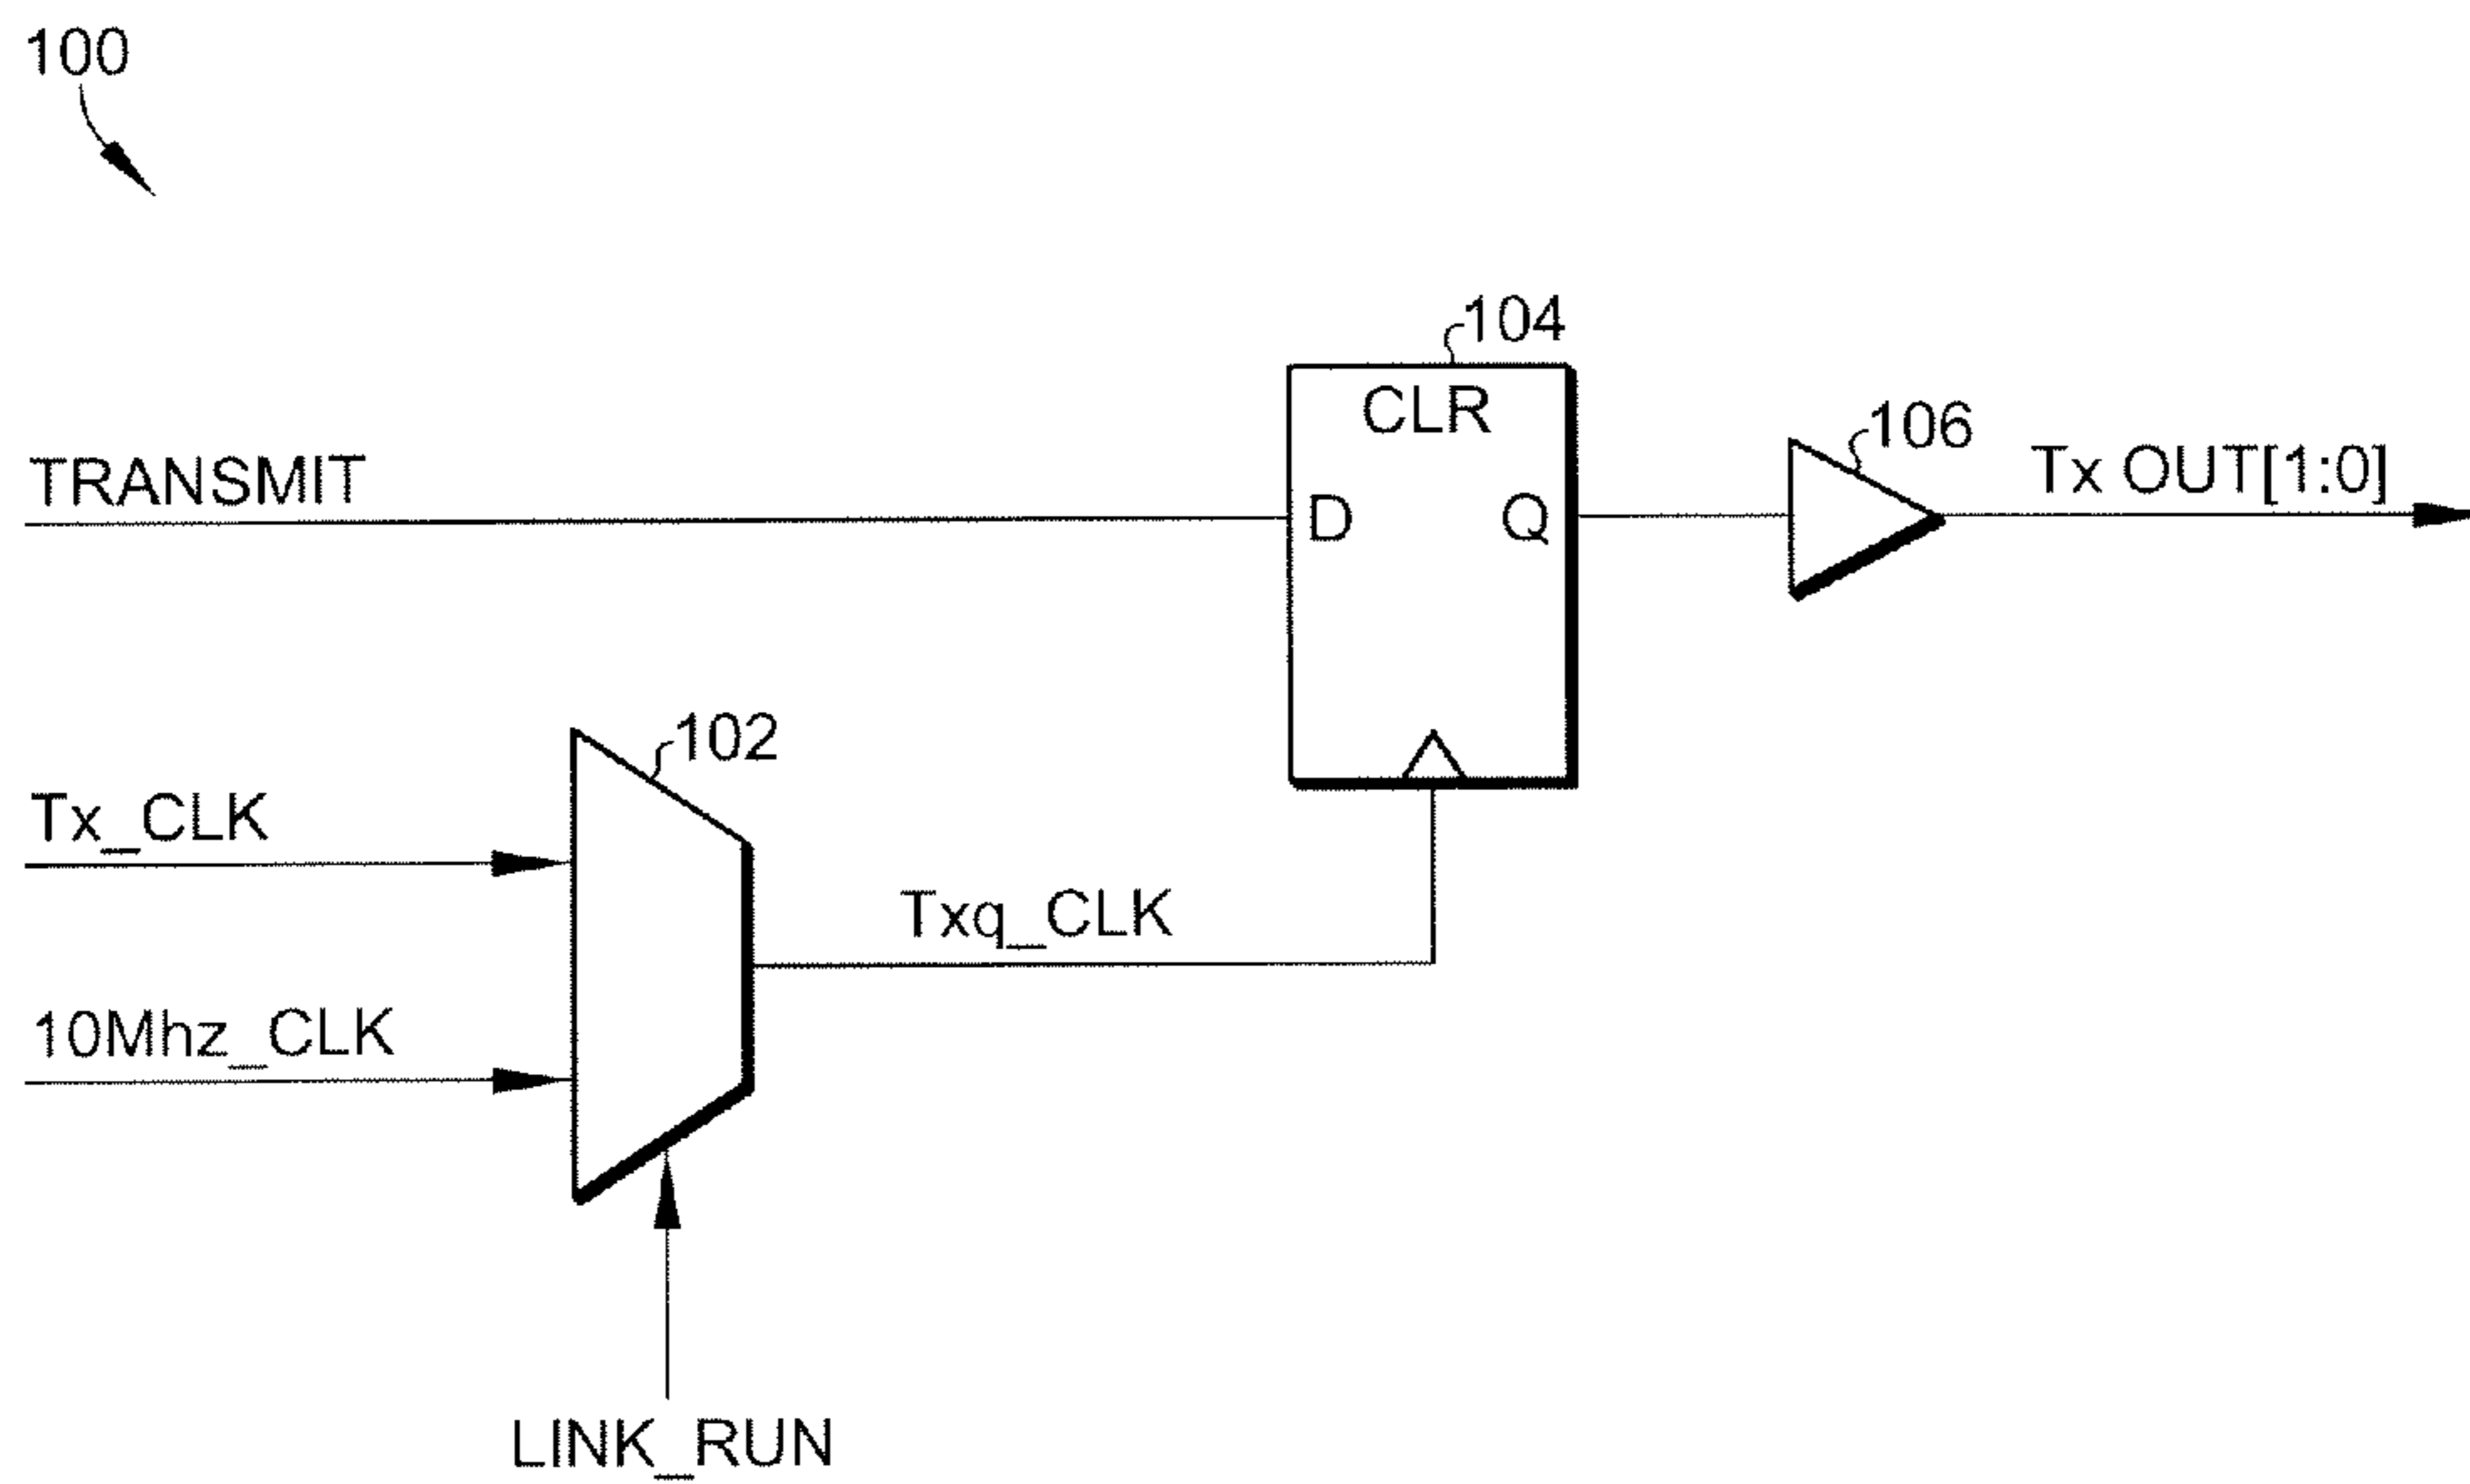 100
104
CLR
106
TRANSMIT
Tx OUT[1:0]
D
Q
102
Tx_CLK
Txq_CLK
10Mhz_CLK
LINK_RUN